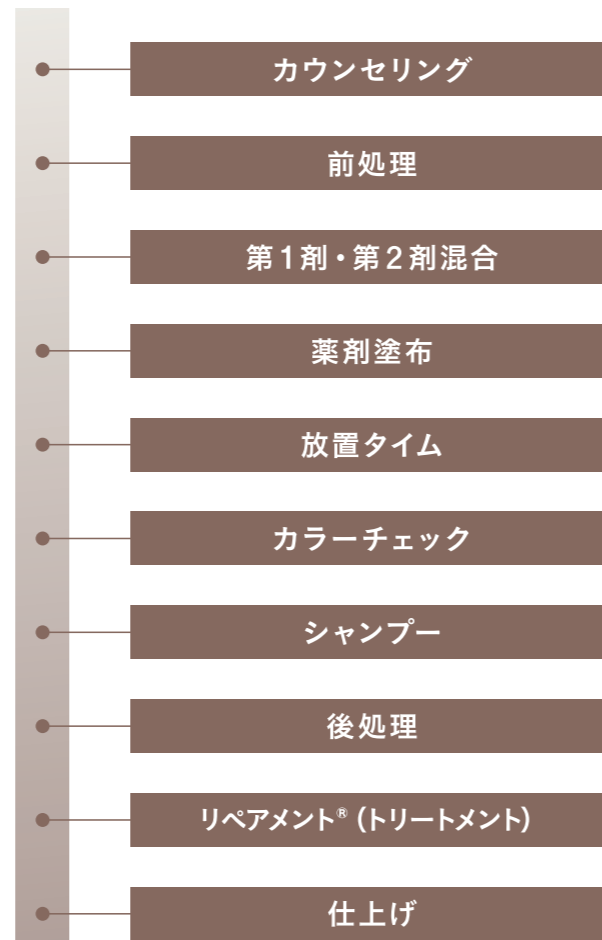 カウンセリング
前処理
第1剤・第2剤混合
薬剤塗布
放置タイム
カラーチェック
シャンプー
後処理
リペアメント®(トリートメント)
仕上げ